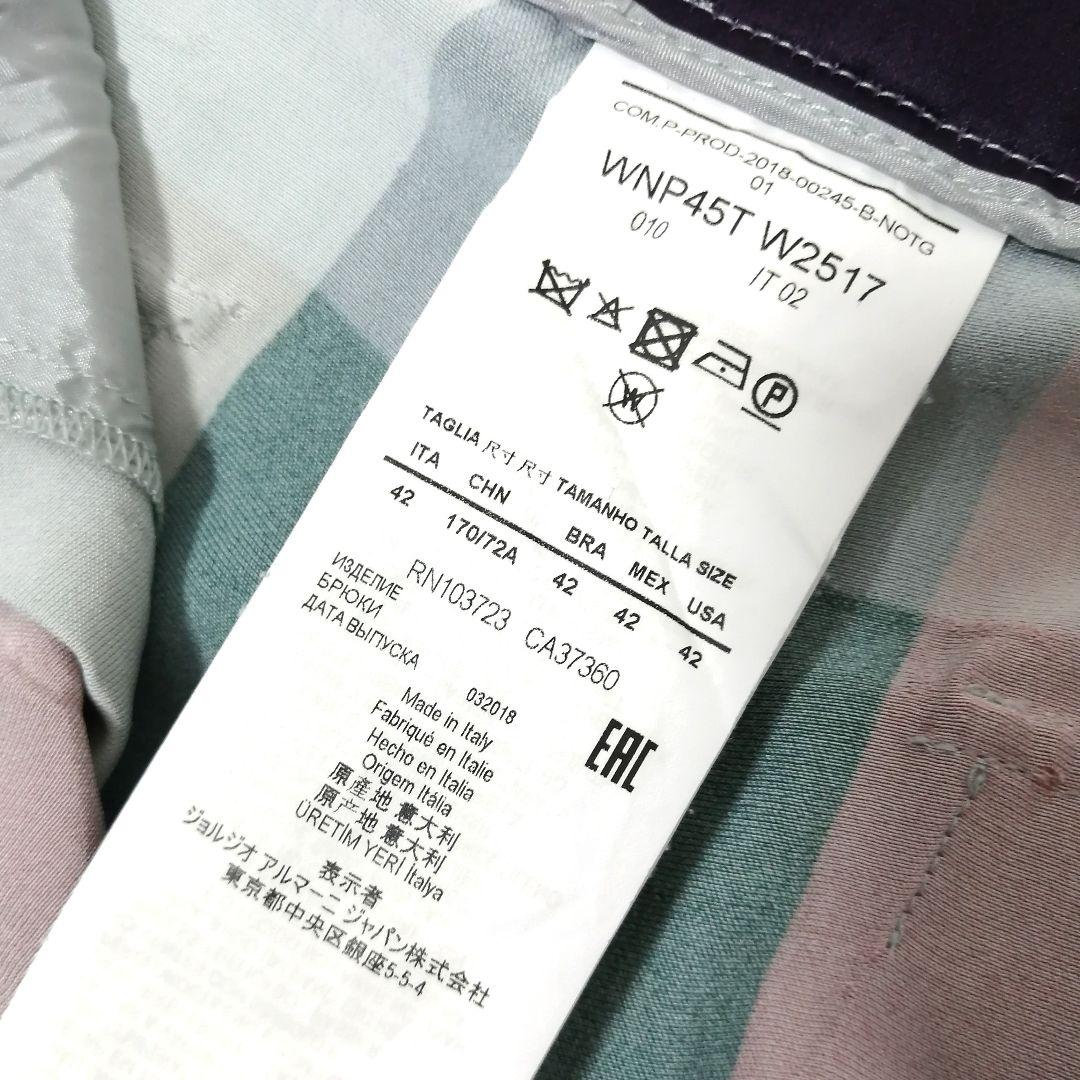 COM.P-PROD-2018-00245-B-NOTG
01
WNP45T W2517
010 IT 02
P
W
TAGLIA 尺寸 尺寸 TAMANHO TALLA SIZE
ITA CHN BRA MEX USA
42 170/72A 42 42 42
RN103723 CA37360
ИЗДЕЛИЕ
БРЮКИ
ДАТА ВЫПУСКА
032018
Made in Italy
Fabriqué en Italie
Hecho en Italia
Origem Itália
原產地 意大利
原产地 意大利
ÜRETİM YERİ İtalya
EAC
表示者
ジョルジオ アルマーニ ジャパン株式会社
東京都中央区銀座5-5-4